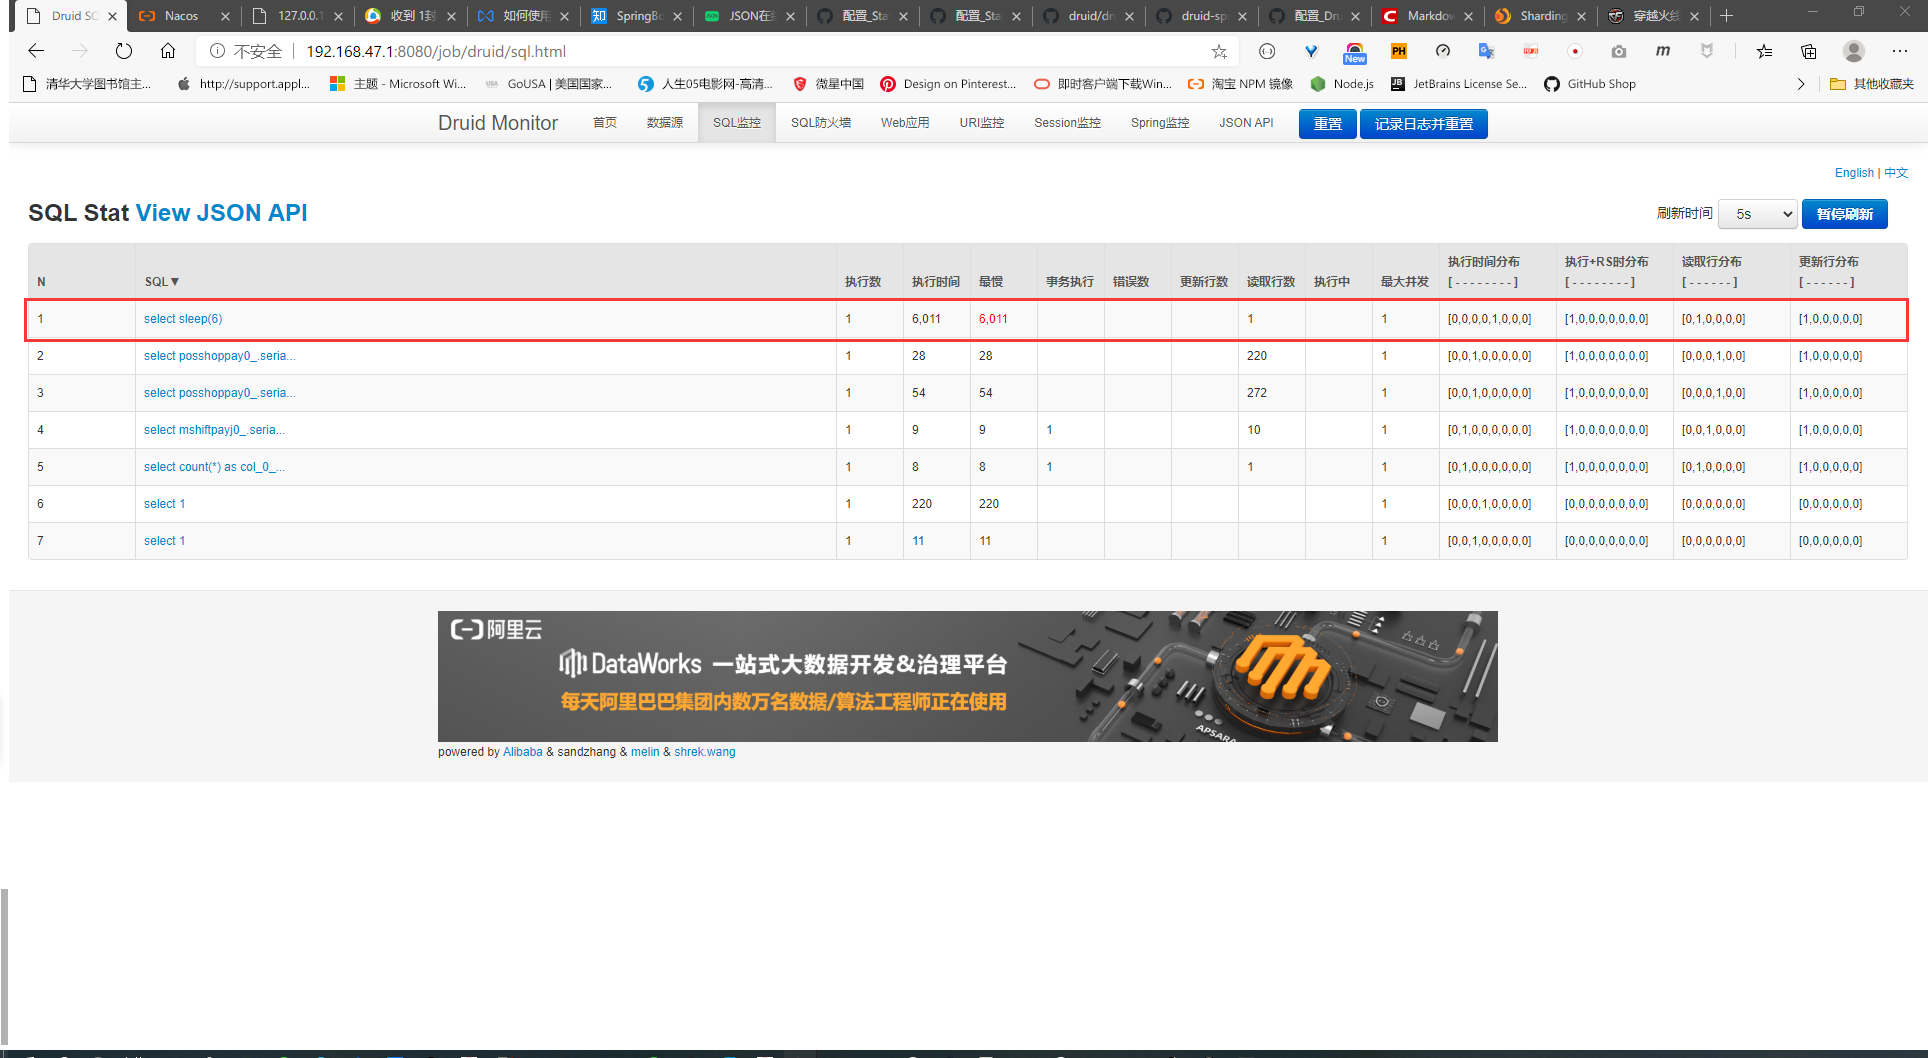 Druid SQ
Nacos
127.0.0.1
收到 1封
如何使用
SpringBo
JSON在线
配置_Sta
配置_Sta
druid/dr
druid-sp
配置_Dru
Markdow
Sharding
穿越火线
不安全 192.168.47.1:8080/job/druid/sql.html
New
PH
m
清华大学图书馆主... http://support.appl... 主题 - Microsoft Wi... GoUSA | 美国国家... 人生05电影网-高清... 微星中国 Design on Pinterest... 即时客户端下载Win... 淘宝 NPM 镜像 Node.js JetBrains License Se... GitHub Shop 其他收藏夹
Druid Monitor 首页 数据源 SQL监控 SQL防火墙 Web应用 URI监控 Session监控 Spring监控 JSON API 重置 记录日志并重置
English | 中文
SQL Stat View JSON API
刷新时间 5s 暂停刷新
N SQL▼ 执行数 执行时间 最慢 事务执行 错误数 更新行数 读取行数 执行中 最大并发 执行时间分布 [ - - - - - - - - ] 执行+RS时分布 [ - - - - - - - - ] 读取行分布 [ - - - - - - ] 更新行分布 [ - - - - - - ]
1 select sleep(6) 1 6,011 6,011 1 1 [0,0,0,0,1,0,0,0] [1,0,0,0,0,0,0,0] [0,1,0,0,0,0] [1,0,0,0,0,0]
2 select posshoppay0_.seria... 1 28 28 220 1 [0,0,1,0,0,0,0,0] [1,0,0,0,0,0,0,0] [0,0,0,1,0,0] [1,0,0,0,0,0]
3 select posshoppay0_.seria... 1 54 54 272 1 [0,0,1,0,0,0,0,0] [1,0,0,0,0,0,0,0] [0,0,0,1,0,0] [1,0,0,0,0,0]
4 select mshiftpayj0_.seria... 1 9 9 1 10 1 [0,1,0,0,0,0,0,0] [1,0,0,0,0,0,0,0] [0,0,1,0,0,0] [1,0,0,0,0,0]
5 select count(*) as col_0_... 1 8 8 1 1 1 [0,1,0,0,0,0,0,0] [1,0,0,0,0,0,0,0] [0,1,0,0,0,0] [1,0,0,0,0,0]
6 select 1 1 220 220 1 [0,0,0,1,0,0,0,0] [0,0,0,0,0,0,0,0] [0,0,0,0,0,0] [0,0,0,0,0,0]
7 select 1 1 11 11 1 [0,0,1,0,0,0,0,0] [0,0,0,0,0,0,0,0] [0,0,0,0,0,0] [0,0,0,0,0,0]
阿里云
DataWorks 一站式大数据开发&治理平台
每天阿里巴巴集团内数万名数据/算法工程师正在使用
APSARA
powered by Alibaba & sandzhang & melin & shrek.wang